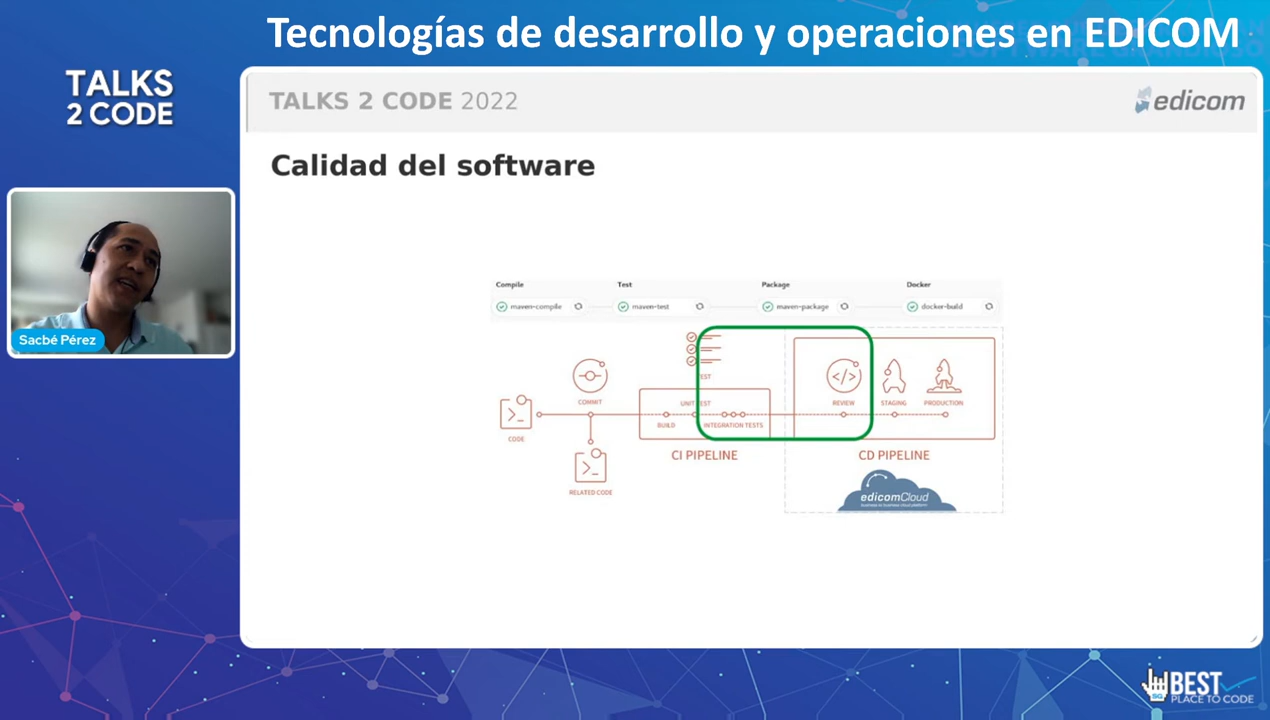 Tecnologías de desarrollo y operaciones en EDICOM
TALKS
2 CODE
TALKS 2 CODE 2022
edicom
Calidad del software
Sacbé Pérez
Compile
Test
Package
Docker
maven-compile
maven-test
maven-package
docker-build
TEST
COMMIT
UNIT TEST
REVIEW
STAGING
PRODUCTION
BUILD
INTEGRATION TESTS
CODE
CI PIPELINE
CD PIPELINE
RELATED CODE
edicomCloud
SG
BEST
PLACE TO CODE